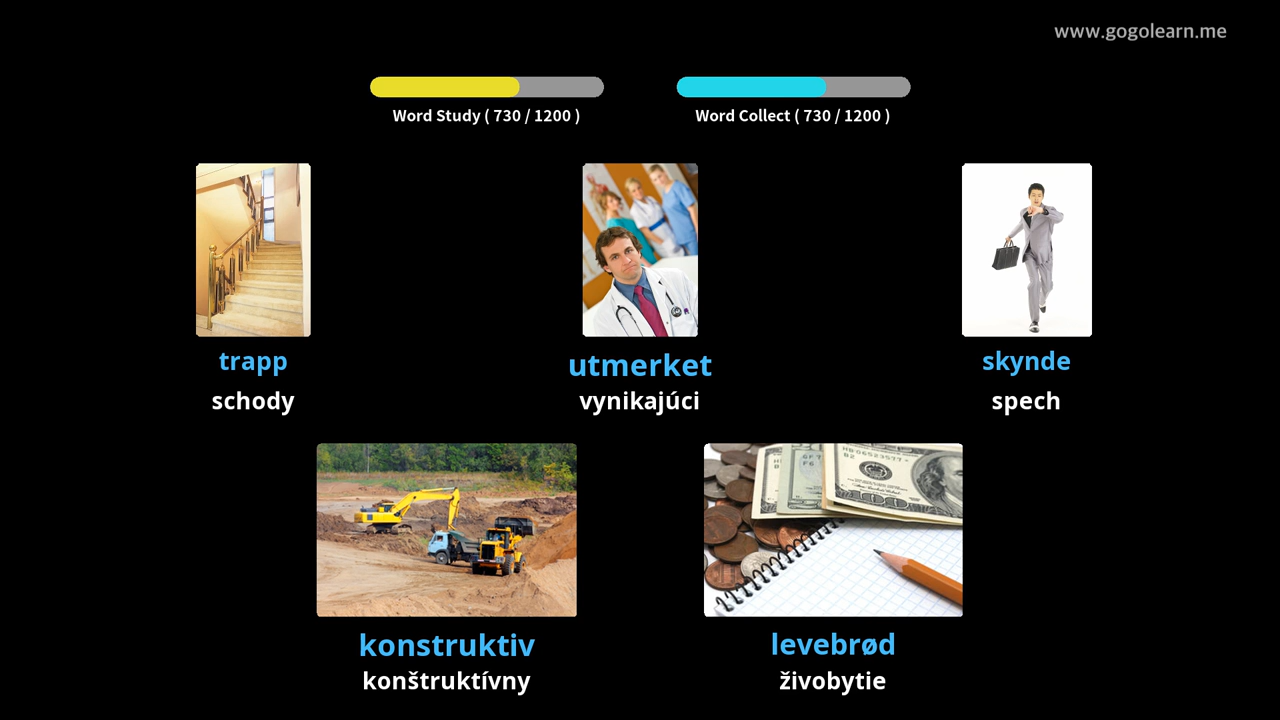 www.gogolearn.me
Word Study ( 730 / 1200 )
Word Collect ( 730 / 1200 )
trapp
schody
utmerket
vynikajúci
skynde
spech
konstruktiv
konštruktívny
levebrød
živobytie